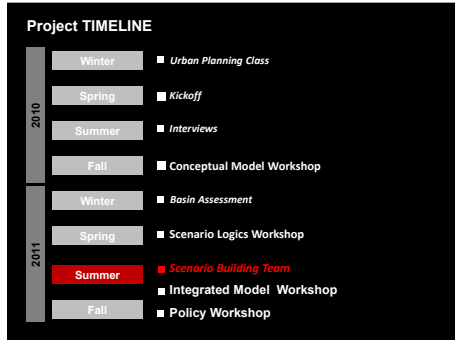 Project TIMELINE
2010
Winter
Urban Planning Class
Spring
Kickoff
Summer
Interviews
Fall
Conceptual Model Workshop
2011
Winter
Basin Assessment
Spring
Scenario Logics Workshop
Summer
Scenario Building Team
Integrated Model Workshop
Fall
Policy Workshop